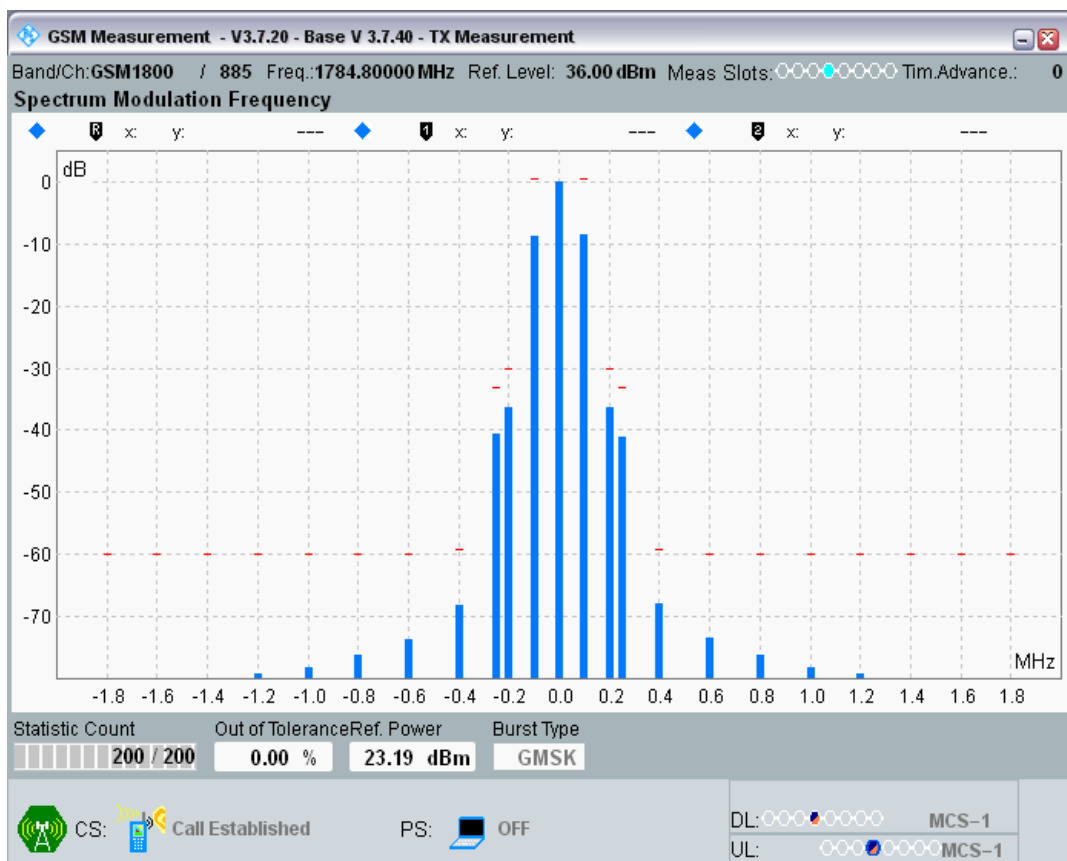 GSM Measurement - V3.7.20 - Base V 3.7.40 - TX Measurement
Band/Ch:GSM1800 / 885 Freq.:1784.80000 MHz Ref. Level: 36.00 dBm Meas Slots: Tim.Advance.: 0
Spectrum Modulation Frequency
R x: y: --- 1 x: y: --- 2 x: y: ---
dB
0
-10
-20
-30
-40
-50
-60
-70
MHz
-1.8 -1.6 -1.4 -1.2 -1.0 -0.8 -0.6 -0.4 -0.2 0.0 0.2 0.4 0.6 0.8 1.0 1.2 1.4 1.6 1.8
Statistic Count Out of Tolerance Ref. Power Burst Type
200 / 200 0.00 % 23.19 dBm GMSK
CS: Call Established PS: OFF
DL: MCS-1
UL: MCS-1